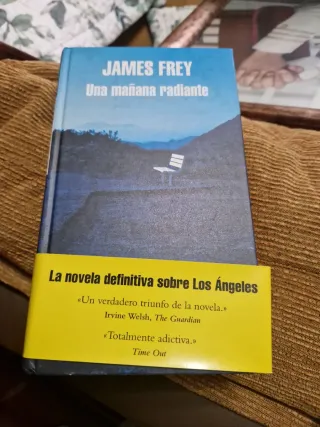 JAMES FREY
Una mañana radiante
La novela definitiva sobre Los Ángeles
«Un verdadero triunfo de la novela.»
Irvine Welsh, The Guardian
«Totalmente adictiva.»
Time Out